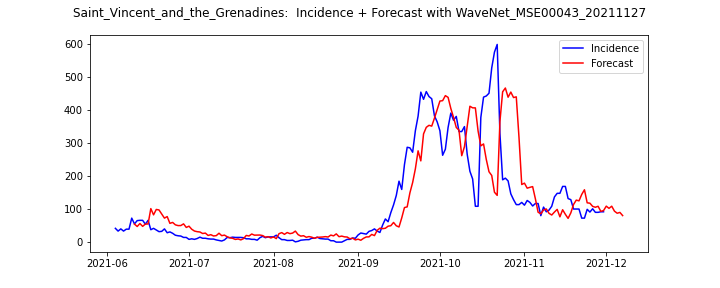 Saint_Vincent_and_the_Grenadines:  Incidence + Forecast with WaveNet_MSE00043_20211127
Incidence
Forecast
600
500
400
300
200
100
0
2021-06 2021-07 2021-08 2021-09 2021-10 2021-11 2021-12